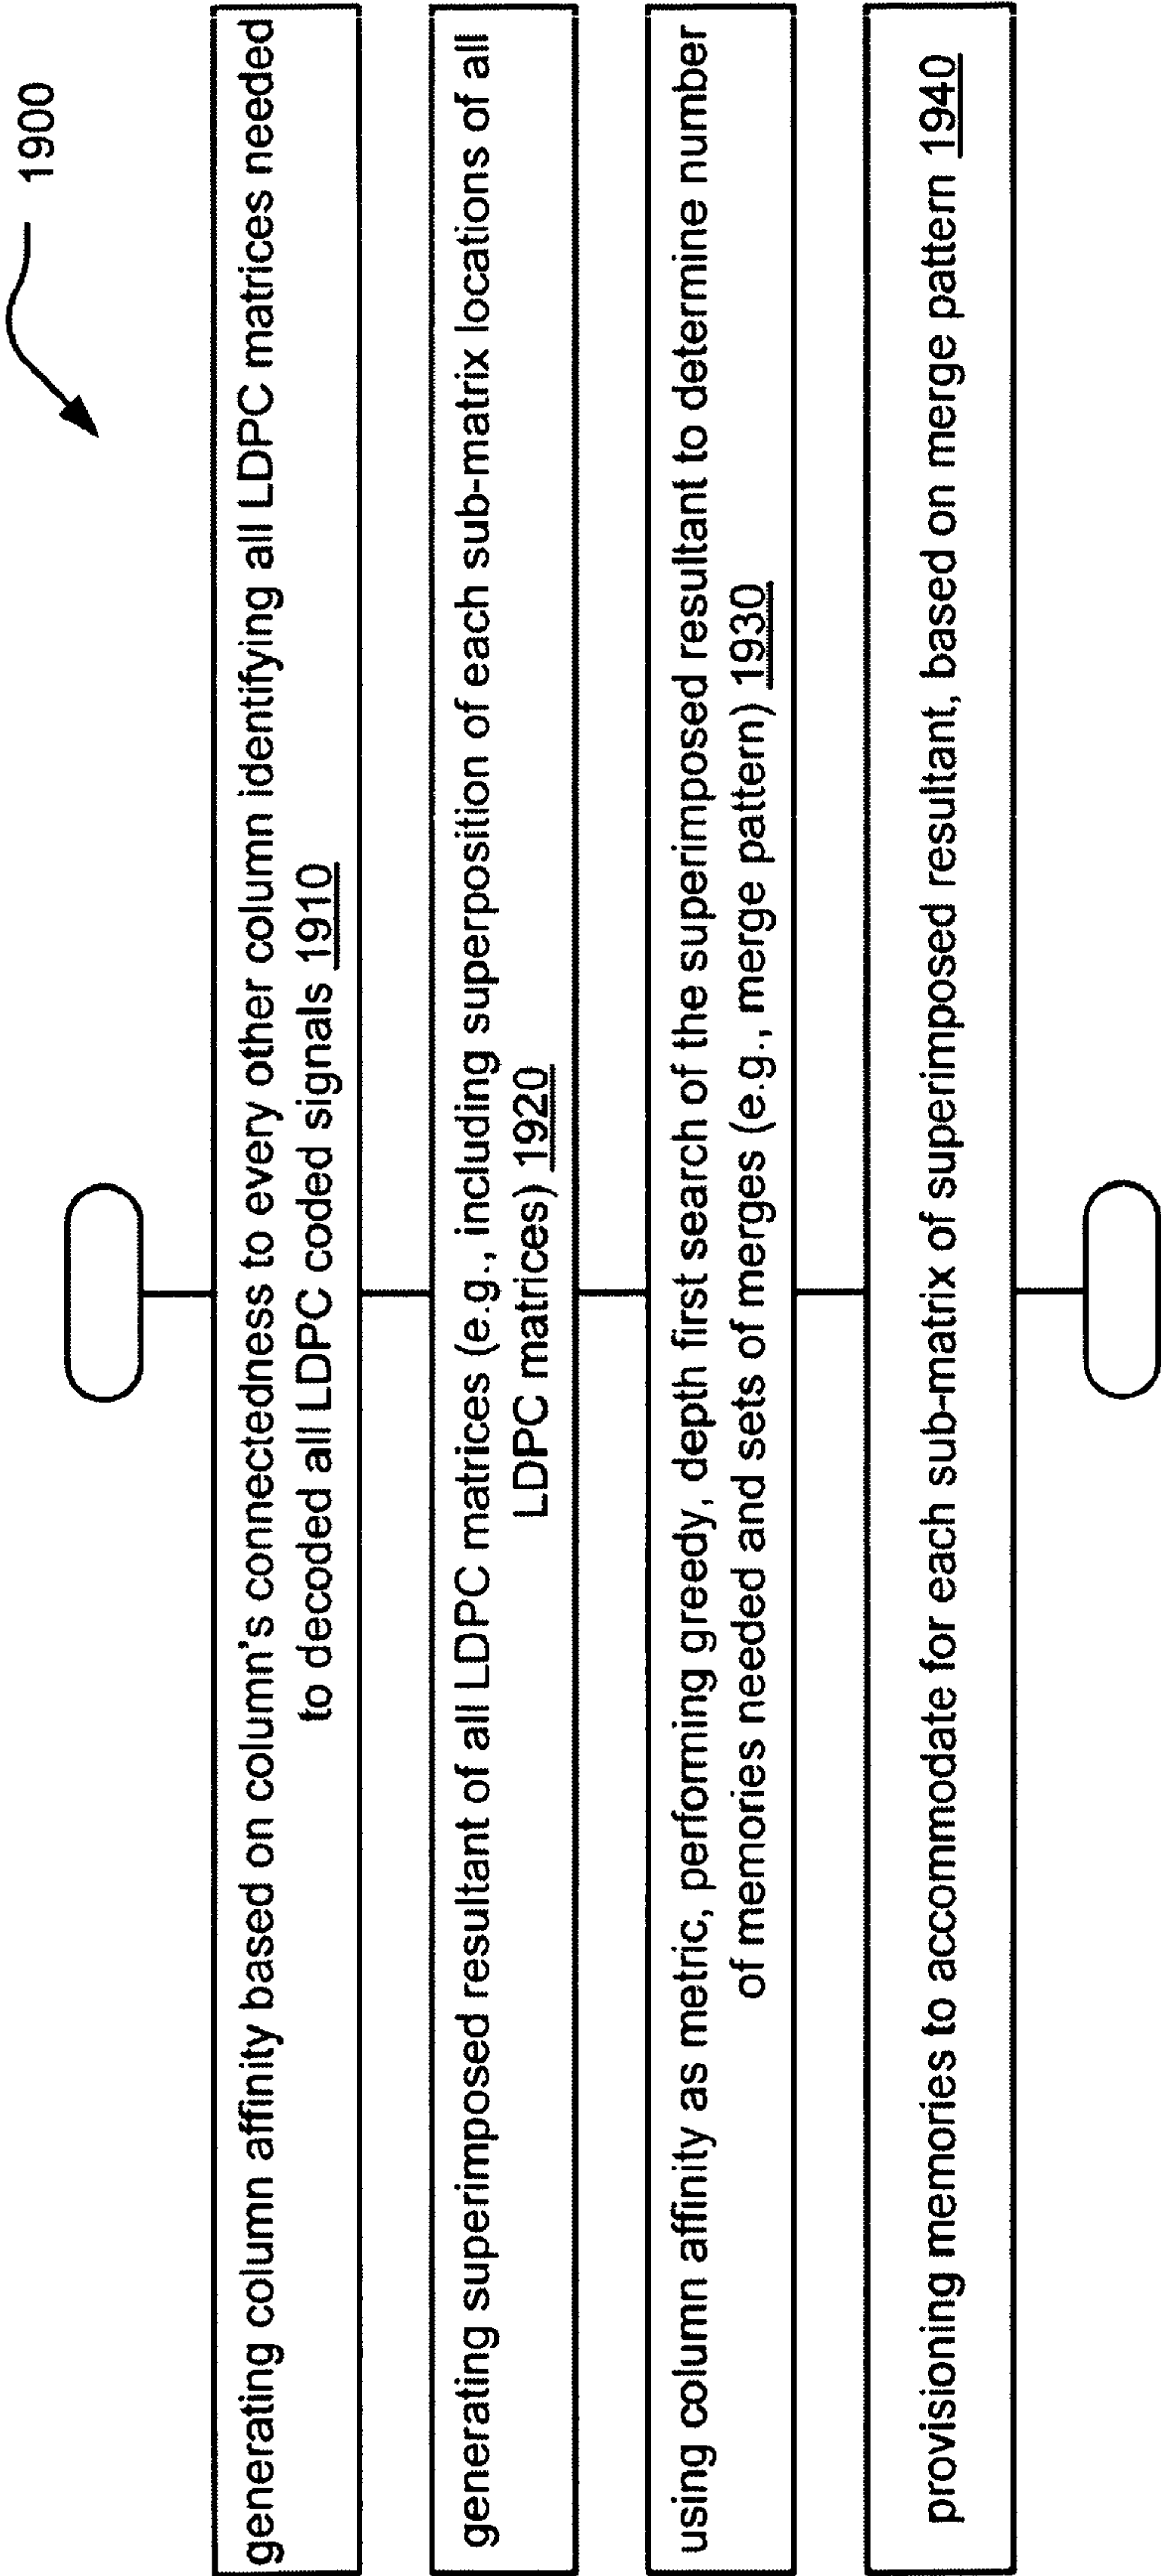 1900
generating column affinity based on column's connectedness to every other column identifying all LDPC matrices needed
to decoded all LDPC coded signals 1910
generating superimposed resultant of all LDPC matrices (e.g., including superposition of each sub-matrix locations of all
LDPC matrices) 1920
using column affinity as metric, performing greedy, depth first search of the superimposed resultant to determine number
of memories needed and sets of merges (e.g., merge pattern) 1930
provisioning memories to accommodate for each sub-matrix of superimposed resultant, based on merge pattern 1940